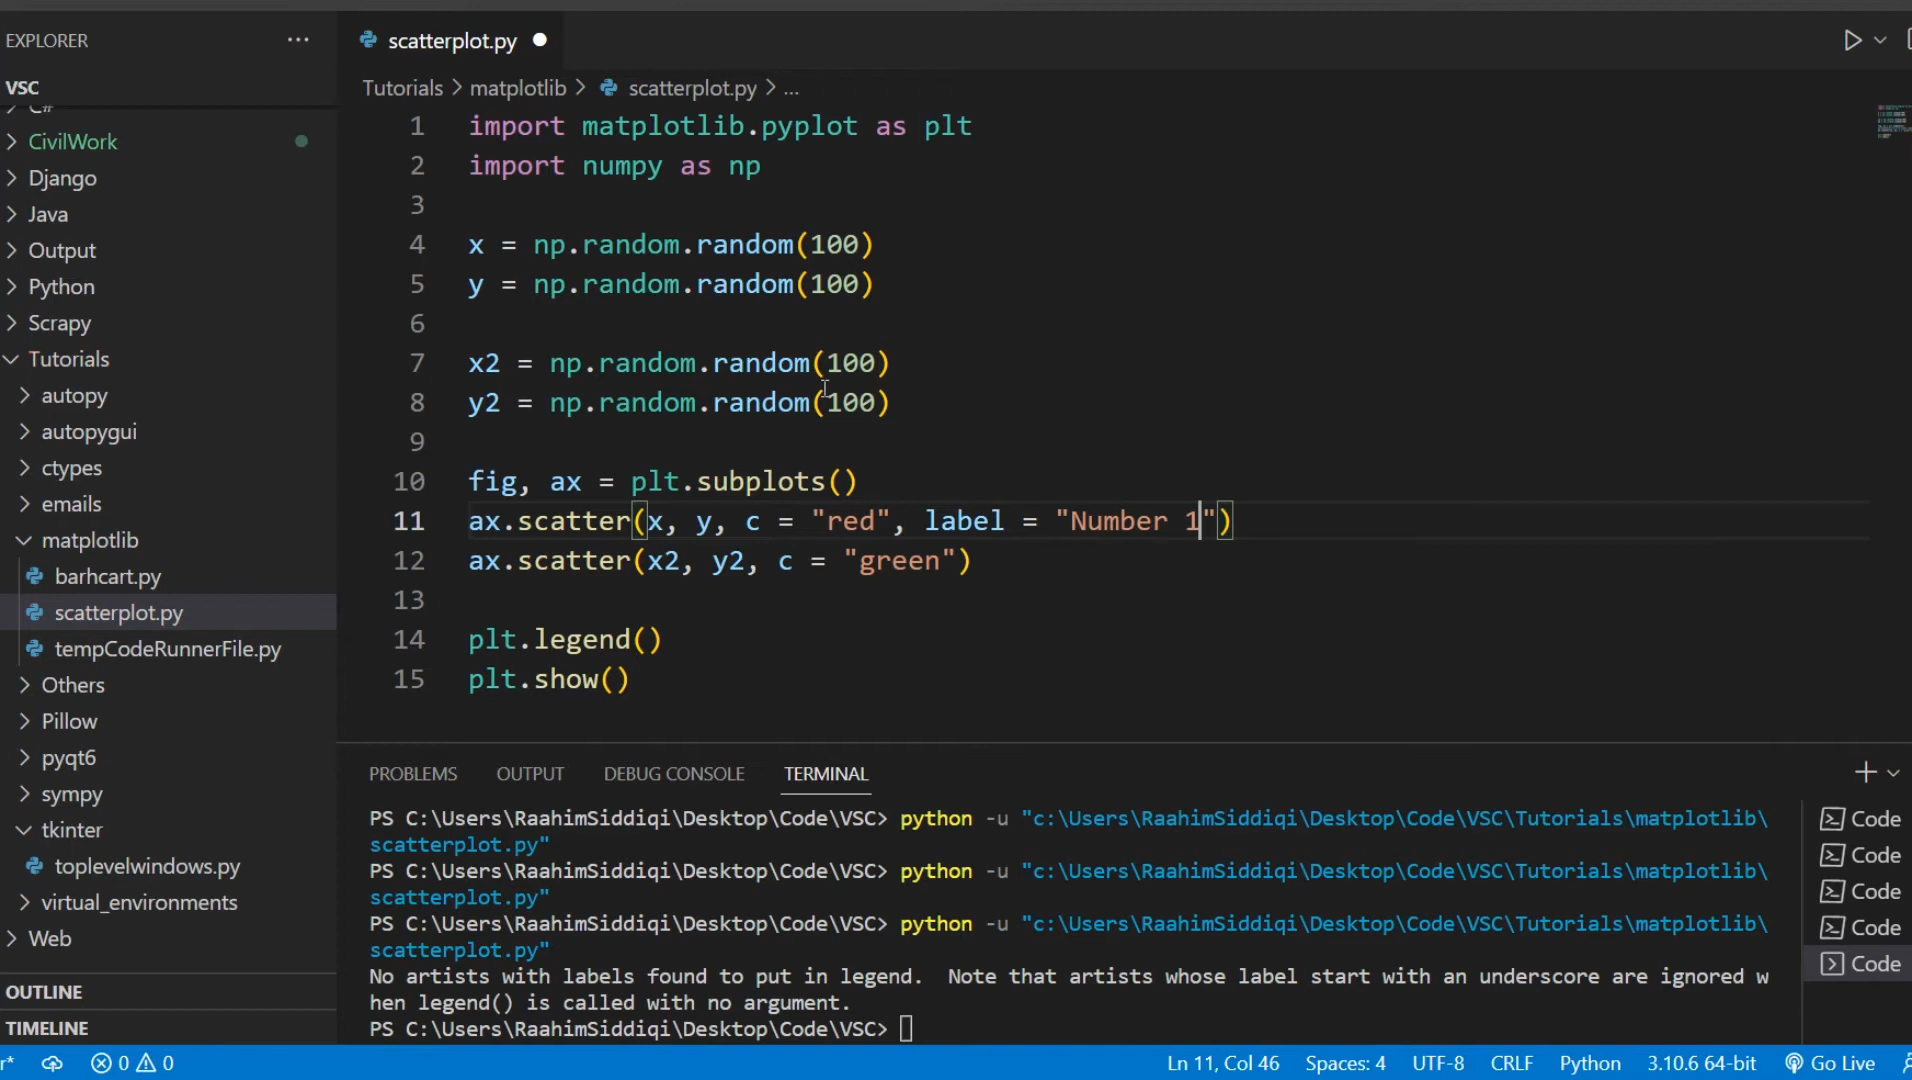 EXPLORER
···
scatterplot.py
VSC
Tutorials > matplotlib > scatterplot.py > ...
C#
CivilWork
Django
Java
Output
Python
Scrapy
Tutorials
autopy
autopygui
ctypes
emails
matplotlib
barhcart.py
scatterplot.py
tempCodeRunnerFile.py
Others
Pillow
pyqt6
sympy
tkinter
toplevelwindows.py
virtual_environments
Web
OUTLINE
TIMELINE
1 import matplotlib.pyplot as plt
2 import numpy as np
3
4 x = np.random.random(100)
5 y = np.random.random(100)
6
7 x2 = np.random.random(100)
8 y2 = np.random.random(100)
9
10 fig, ax = plt.subplots()
11 ax.scatter(x, y, c = "red", label = "Number 1")
12 ax.scatter(x2, y2, c = "green")
13
14 plt.legend()
15 plt.show()
PROBLEMS OUTPUT DEBUG CONSOLE TERMINAL
PS C:\Users\RaahimSiddiqi\Desktop\Code\VSC> python -u "c:\Users\RaahimSiddiqi\Desktop\Code\VSC\Tutorials\matplotlib\
scatterplot.py"
PS C:\Users\RaahimSiddiqi\Desktop\Code\VSC> python -u "c:\Users\RaahimSiddiqi\Desktop\Code\VSC\Tutorials\matplotlib\
scatterplot.py"
PS C:\Users\RaahimSiddiqi\Desktop\Code\VSC> python -u "c:\Users\RaahimSiddiqi\Desktop\Code\VSC\Tutorials\matplotlib\
scatterplot.py"
No artists with labels found to put in legend.  Note that artists whose label start with an underscore are ignored w
hen legend() is called with no argument.
PS C:\Users\RaahimSiddiqi\Desktop\Code\VSC>
Code
Code
Code
Code
Code
r* 0 0 Ln 11, Col 46 Spaces: 4 UTF-8 CRLF Python 3.10.6 64-bit Go Live